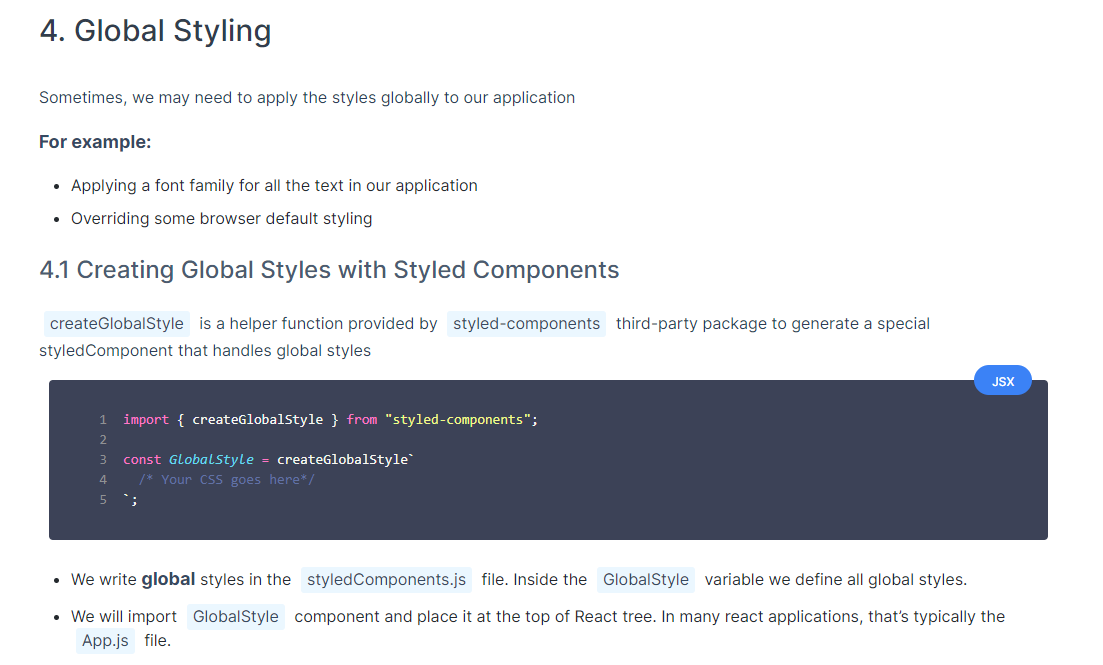 4. Global Styling
Sometimes, we may need to apply the styles globally to our application
For example:
• Applying a font family for all the text in our application
• Overriding some browser default styling
4.1 Creating Global Styles with Styled Components
createGlobalStyle is a helper function provided by styled-components third-party package to generate a special
styledComponent that handles global styles
JSX
1 import { createGlobalStyle } from "styled-components";
2
3 const GlobalStyle = createGlobalStyle`
4   /* Your CSS goes here*/
5 `;
• We write global styles in the styledComponents.js file. Inside the GlobalStyle variable we define all global styles.
• We will import GlobalStyle component and place it at the top of React tree. In many react applications, that’s typically the
App.js file.